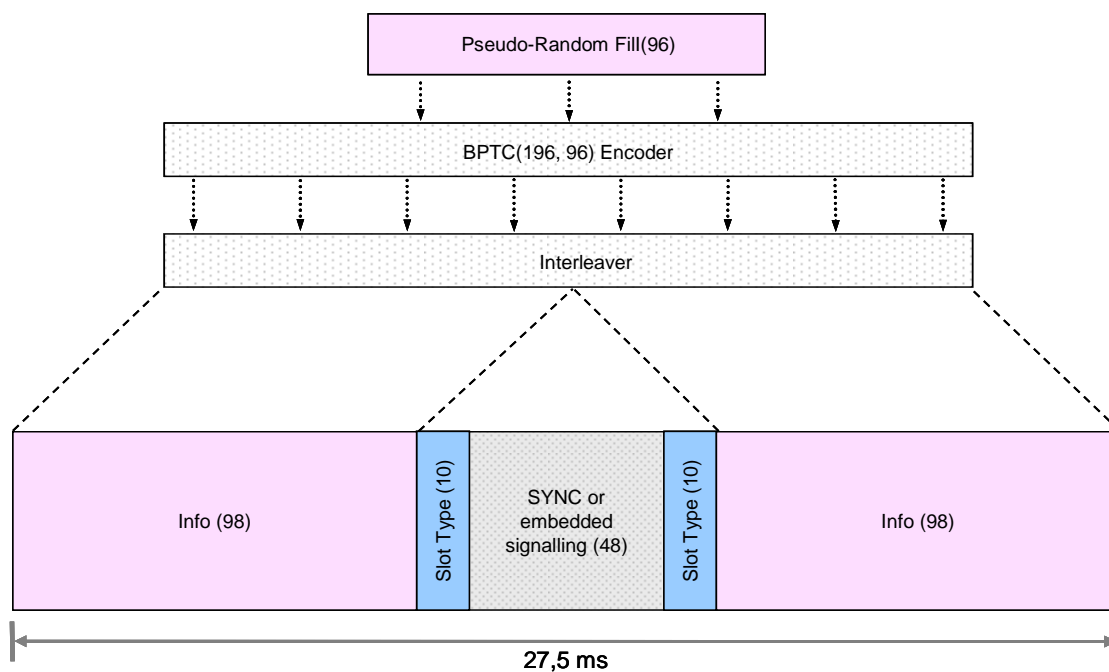 Pseudo-Random Fill(96)
BPTC(196, 96) Encoder
Interleaver
Info (98)
Slot Type (10)
SYNC or
embedded
signalling (48)
Slot Type (10)
Info (98)
27,5 ms